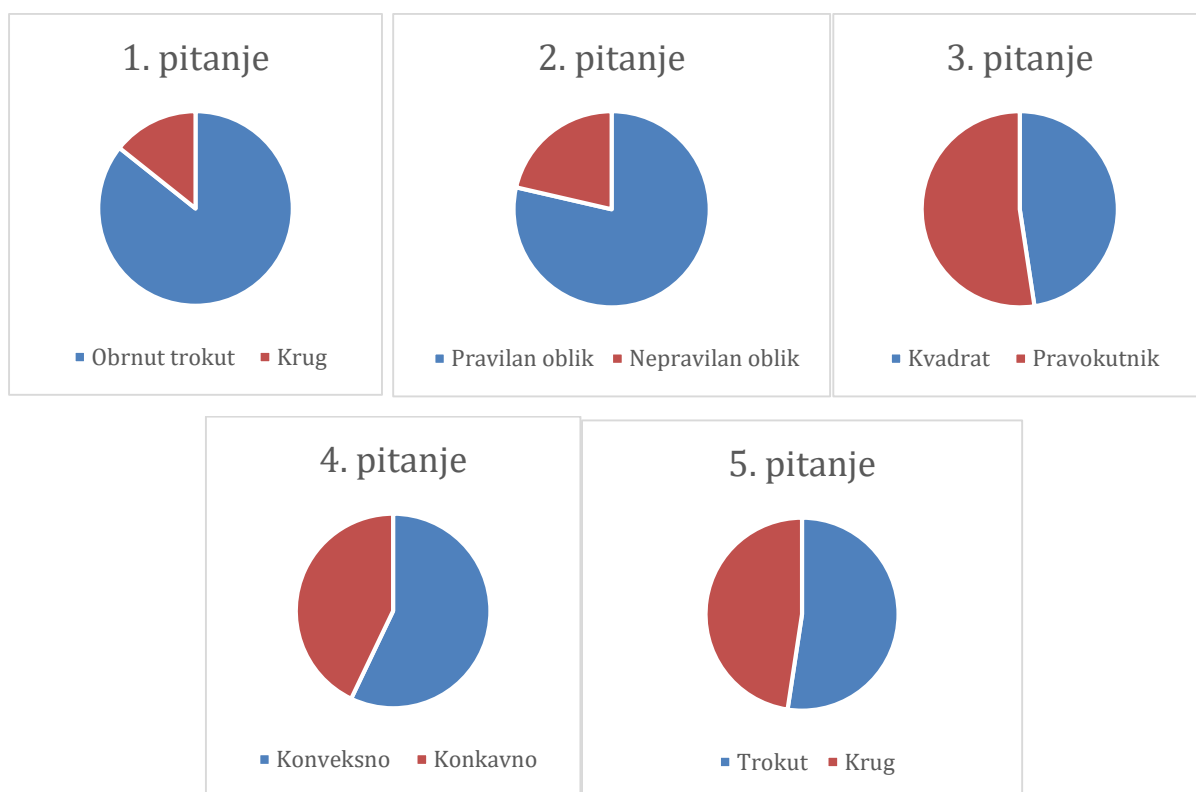 1. pitanje
Obrnut trokut Krug
2. pitanje
Pravilan oblik Nepravilan oblik
3. pitanje
Kvadrat Pravokutnik
4. pitanje
Konveksno Konkavno
5. pitanje
Trokut Krug